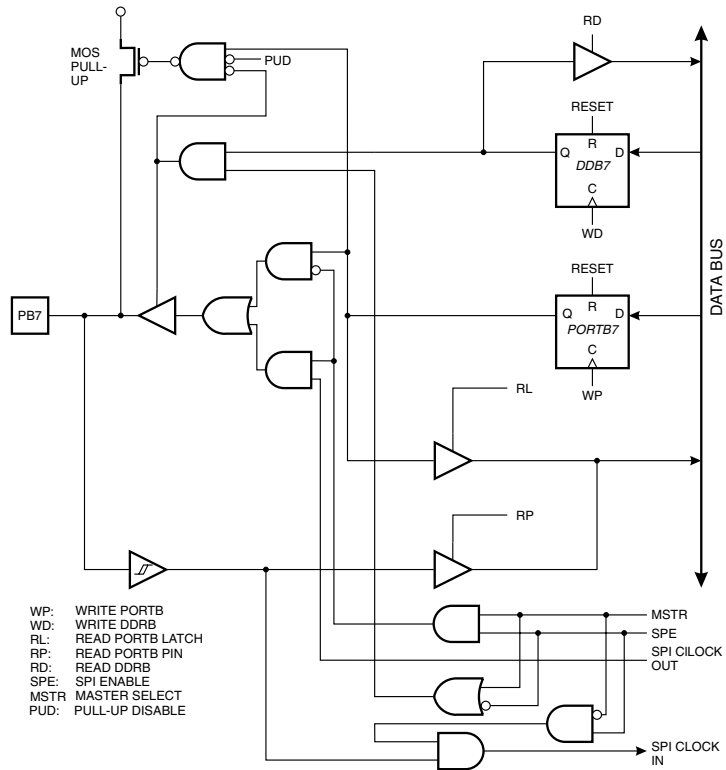 RD
MOS
PULL-
UP
PUD
RESET
R
Q
D
DDB7
C
WD
RESET
R
Q
D
PORTB7
C
WP
DATA BUS
PB7
RL
RP
WP: WRITE PORTB
WD: WRITE DDRB
RL: READ PORTB LATCH
RP: READ PORTB PIN
RD: READ DDRB
SPE: SPI ENABLE
MSTR MASTER SELECT
PUD: PULL-UP DISABLE
MSTR
SPE
SPI CILOCK
OUT
SPI CLOCK
IN